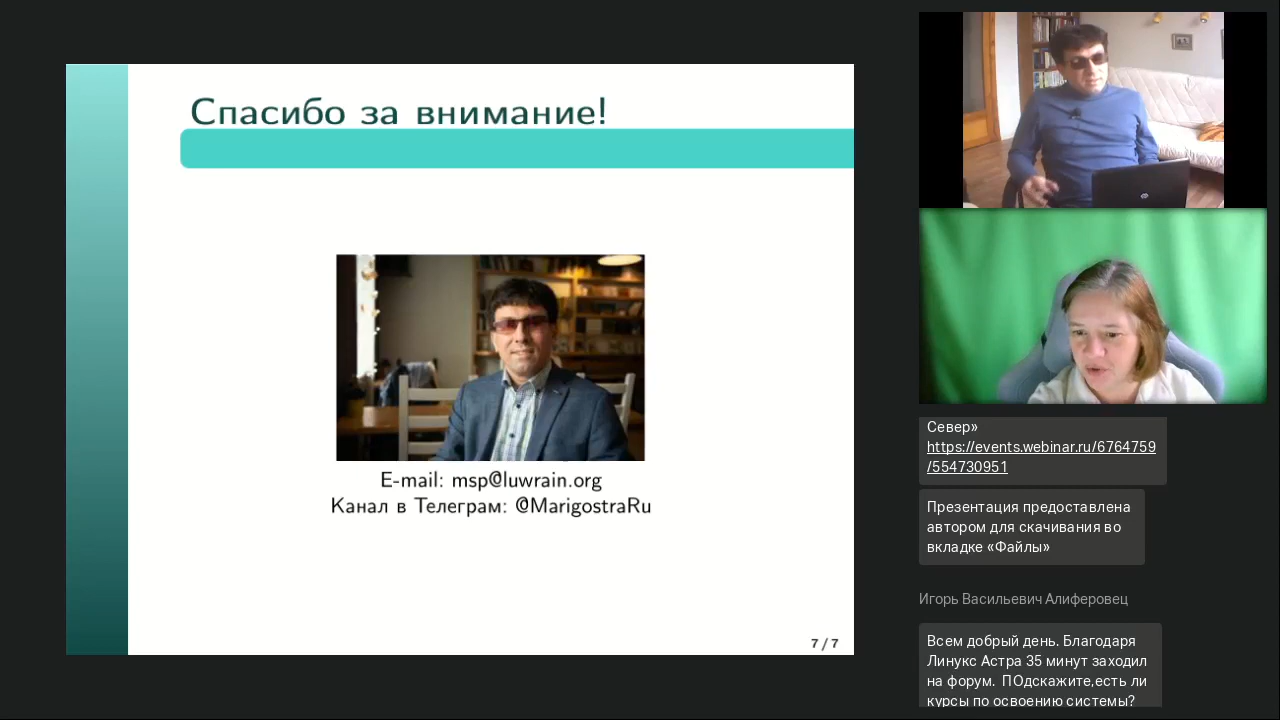 Спасибо за внимание!
E-mail: msp@luwrain.org
Канал в Телеграм: @MarigostraRu
7 / 7
Север»
https://events.webinar.ru/6764759
/554730951
Презентация предоставлена
автором для скачивания во
вкладке «Файлы»
Игорь Васильевич Алиферовец
Всем добрый день. Благодаря
Линукс Астра 35 минут заходил
на форум.  ПОдскажите,есть ли
курсы по освоению системы?